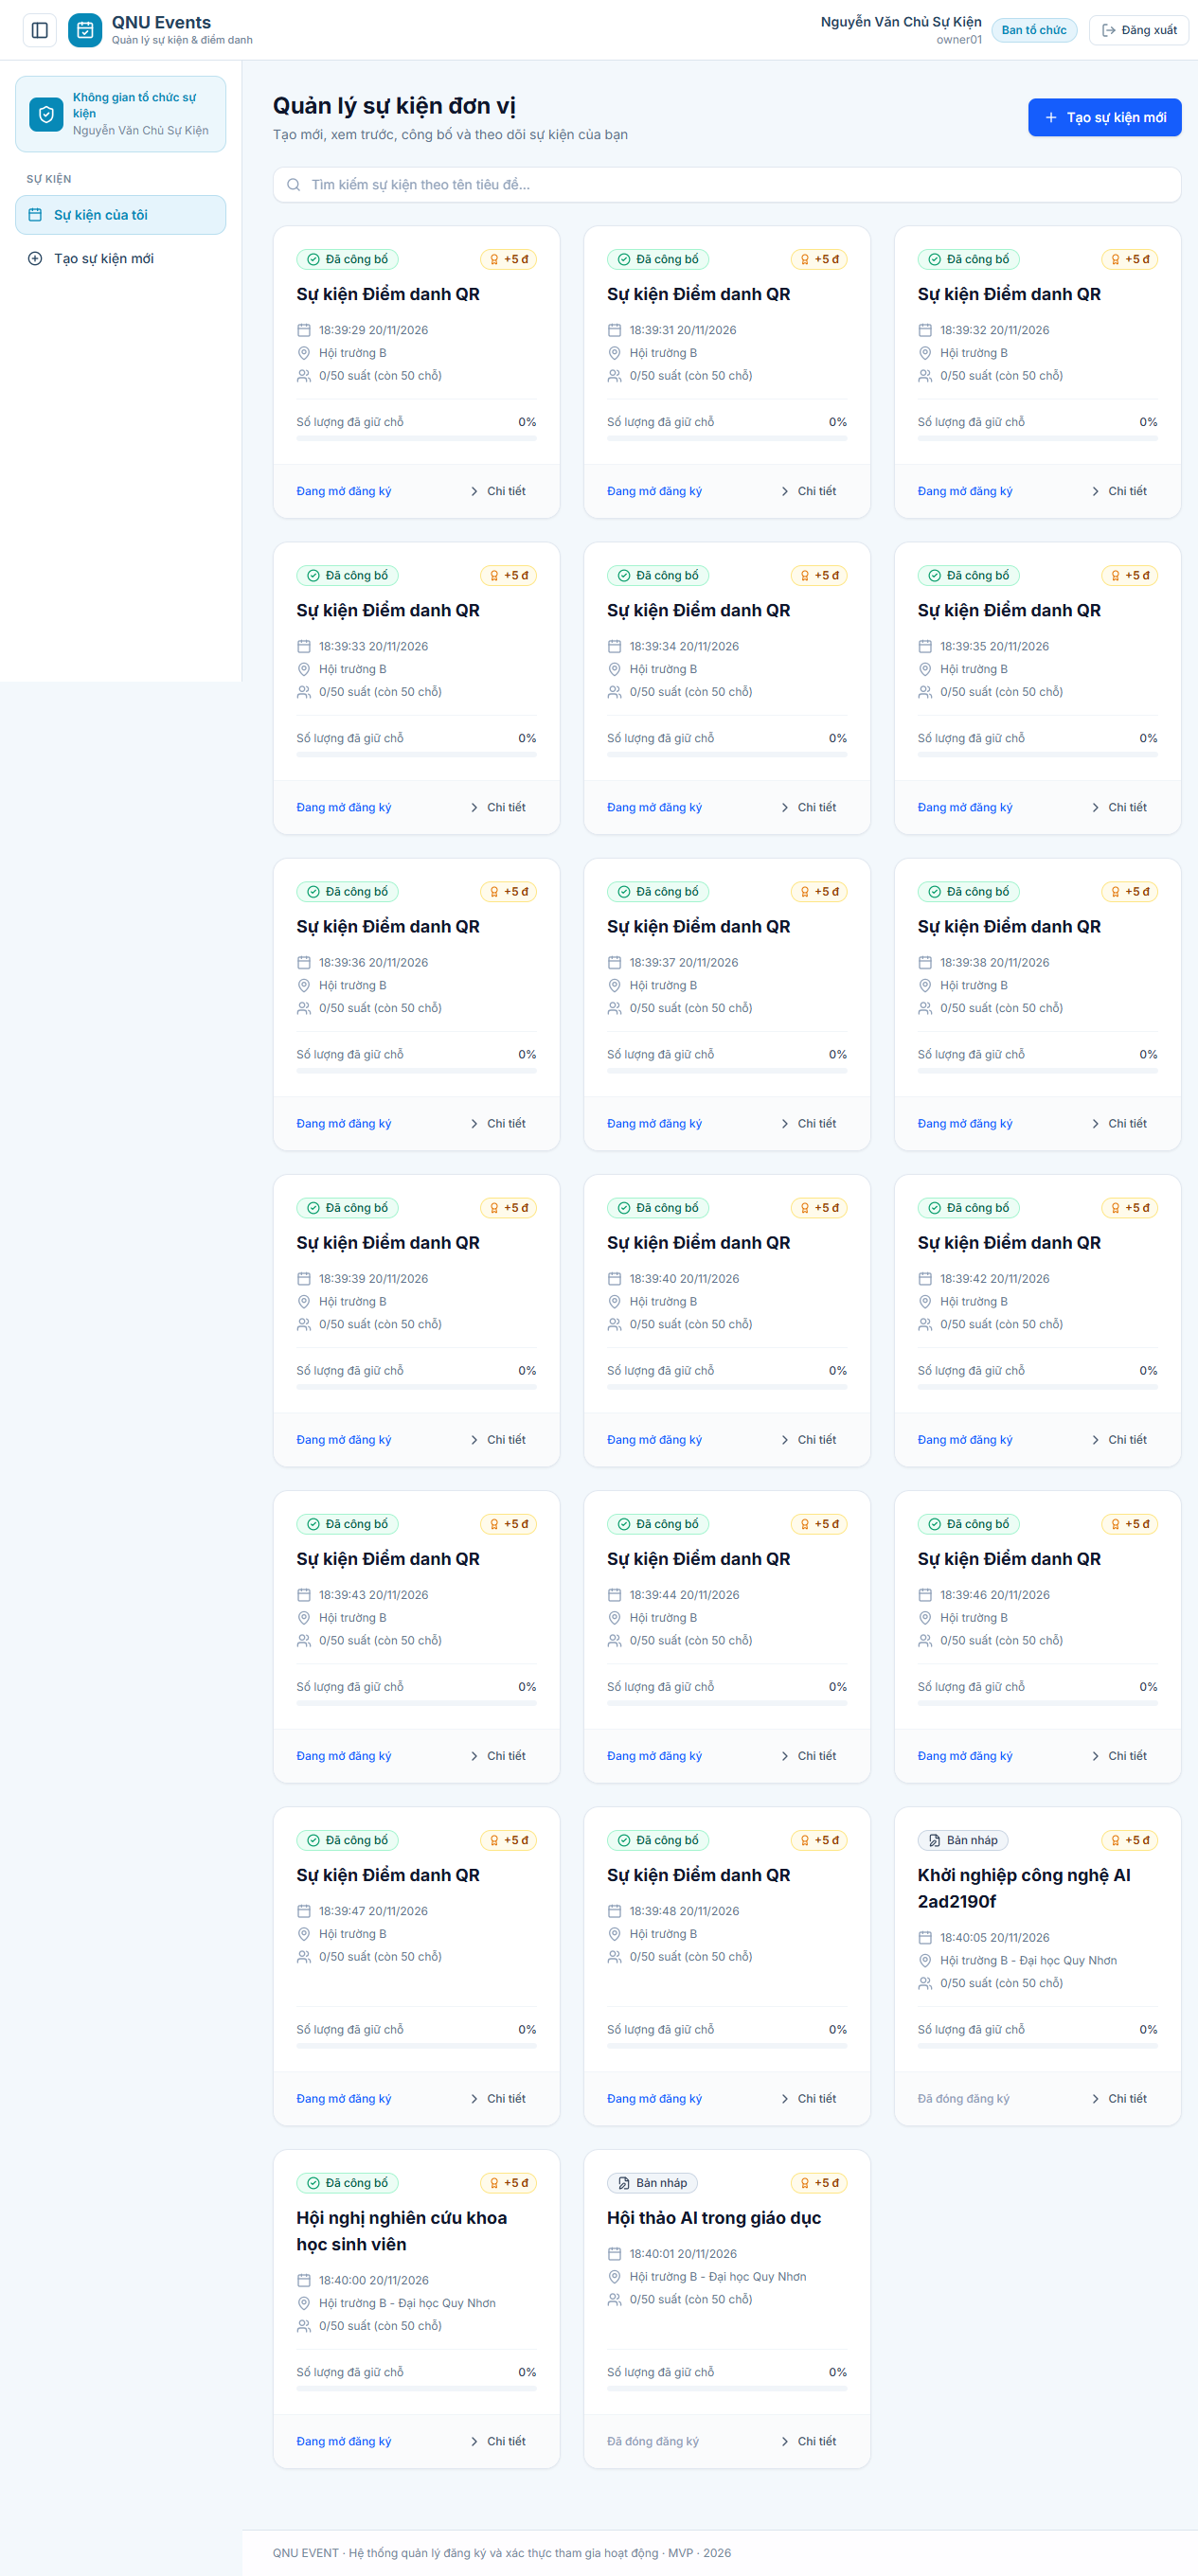 QNU Events
Quản lý sự kiện & điểm danh
Nguyễn Văn Chủ Sự Kiện
owner01
Ban tổ chức
Đăng xuất
Không gian tổ chức sự
kiện
Nguyễn Văn Chủ Sự Kiện
SỰ KIỆN
Sự kiện của tôi
Tạo sự kiện mới
Quản lý sự kiện đơn vị
Tạo mới, xem trước, công bố và theo dõi sự kiện của bạn
Tạo sự kiện mới
Tìm kiếm sự kiện theo tên tiêu đề...
Đã công bố +5 đ Đã công bố +5 đ Đã công bố +5 đ
Sự kiện Điểm danh QR Sự kiện Điểm danh QR Sự kiện Điểm danh QR
18:39:29 20/11/2026 18:39:31 20/11/2026 18:39:32 20/11/2026
Hội trường B Hội trường B Hội trường B
0/50 suất (còn 50 chỗ) 0/50 suất (còn 50 chỗ) 0/50 suất (còn 50 chỗ)
Số lượng đã giữ chỗ 0% Số lượng đã giữ chỗ 0% Số lượng đã giữ chỗ 0%
Đang mở đăng ký Chi tiết Đang mở đăng ký Chi tiết Đang mở đăng ký Chi tiết
Đã công bố +5 đ Đã công bố +5 đ Đã công bố +5 đ
Sự kiện Điểm danh QR Sự kiện Điểm danh QR Sự kiện Điểm danh QR
18:39:33 20/11/2026 18:39:34 20/11/2026 18:39:35 20/11/2026
Hội trường B Hội trường B Hội trường B
0/50 suất (còn 50 chỗ) 0/50 suất (còn 50 chỗ) 0/50 suất (còn 50 chỗ)
Số lượng đã giữ chỗ 0% Số lượng đã giữ chỗ 0% Số lượng đã giữ chỗ 0%
Đang mở đăng ký Chi tiết Đang mở đăng ký Chi tiết Đang mở đăng ký Chi tiết
Đã công bố +5 đ Đã công bố +5 đ Đã công bố +5 đ
Sự kiện Điểm danh QR Sự kiện Điểm danh QR Sự kiện Điểm danh QR
18:39:36 20/11/2026 18:39:37 20/11/2026 18:39:38 20/11/2026
Hội trường B Hội trường B Hội trường B
0/50 suất (còn 50 chỗ) 0/50 suất (còn 50 chỗ) 0/50 suất (còn 50 chỗ)
Số lượng đã giữ chỗ 0% Số lượng đã giữ chỗ 0% Số lượng đã giữ chỗ 0%
Đang mở đăng ký Chi tiết Đang mở đăng ký Chi tiết Đang mở đăng ký Chi tiết
Đã công bố +5 đ Đã công bố +5 đ Đã công bố +5 đ
Sự kiện Điểm danh QR Sự kiện Điểm danh QR Sự kiện Điểm danh QR
18:39:39 20/11/2026 18:39:40 20/11/2026 18:39:42 20/11/2026
Hội trường B Hội trường B Hội trường B
0/50 suất (còn 50 chỗ) 0/50 suất (còn 50 chỗ) 0/50 suất (còn 50 chỗ)
Số lượng đã giữ chỗ 0% Số lượng đã giữ chỗ 0% Số lượng đã giữ chỗ 0%
Đang mở đăng ký Chi tiết Đang mở đăng ký Chi tiết Đang mở đăng ký Chi tiết
Đã công bố +5 đ Đã công bố +5 đ Đã công bố +5 đ
Sự kiện Điểm danh QR Sự kiện Điểm danh QR Sự kiện Điểm danh QR
18:39:43 20/11/2026 18:39:44 20/11/2026 18:39:46 20/11/2026
Hội trường B Hội trường B Hội trường B
0/50 suất (còn 50 chỗ) 0/50 suất (còn 50 chỗ) 0/50 suất (còn 50 chỗ)
Số lượng đã giữ chỗ 0% Số lượng đã giữ chỗ 0% Số lượng đã giữ chỗ 0%
Đang mở đăng ký Chi tiết Đang mở đăng ký Chi tiết Đang mở đăng ký Chi tiết
Đã công bố +5 đ
Sự kiện Điểm danh QR
18:39:47 20/11/2026
Hội trường B
0/50 suất (còn 50 chỗ)
Số lượng đã giữ chỗ 0%
Đang mở đăng ký Chi tiết
Đã công bố +5 đ
Sự kiện Điểm danh QR
18:39:48 20/11/2026
Hội trường B
0/50 suất (còn 50 chỗ)
Số lượng đã giữ chỗ 0%
Đang mở đăng ký Chi tiết
Bản nháp +5 đ
Khởi nghiệp công nghệ AI
2ad2190f
18:40:05 20/11/2026
Hội trường B - Đại học Quy Nhơn
0/50 suất (còn 50 chỗ)
Số lượng đã giữ chỗ 0%
Đã đóng đăng ký Chi tiết
Đã công bố +5 đ
Hội nghị nghiên cứu khoa
học sinh viên
18:40:00 20/11/2026
Hội trường B - Đại học Quy Nhơn
0/50 suất (còn 50 chỗ)
Số lượng đã giữ chỗ 0%
Đang mở đăng ký Chi tiết
Bản nháp +5 đ
Hội thảo AI trong giáo dục
18:40:01 20/11/2026
Hội trường B - Đại học Quy Nhơn
0/50 suất (còn 50 chỗ)
Số lượng đã giữ chỗ 0%
Đã đóng đăng ký Chi tiết
QNU EVENT · Hệ thống quản lý đăng ký và xác thực tham gia hoạt động · MVP · 2026